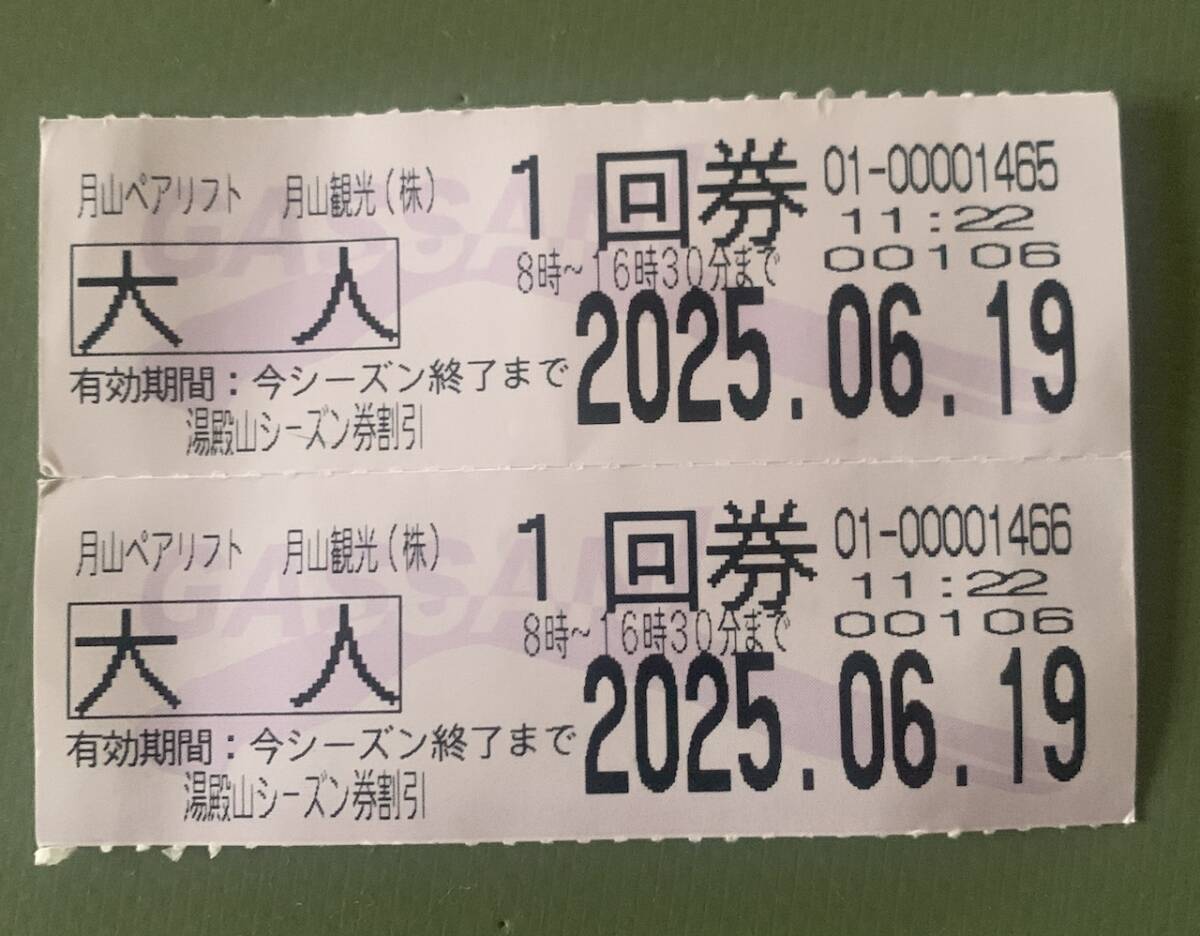 月山ペアリフト 月山観光(株) 1回券 01-00001465
11:22
大人 8時~16時30分まで 00106
2025.06.19
有効期間:今シーズン終了まで
湯殿山シーズン券割引
GASSAN
月山ペアリフト 月山観光(株) 1回券 01-00001466
11:22
大人 8時~16時30分まで 00106
2025.06.19
有効期間:今シーズン終了まで
湯殿山シーズン券割引
GASSAN